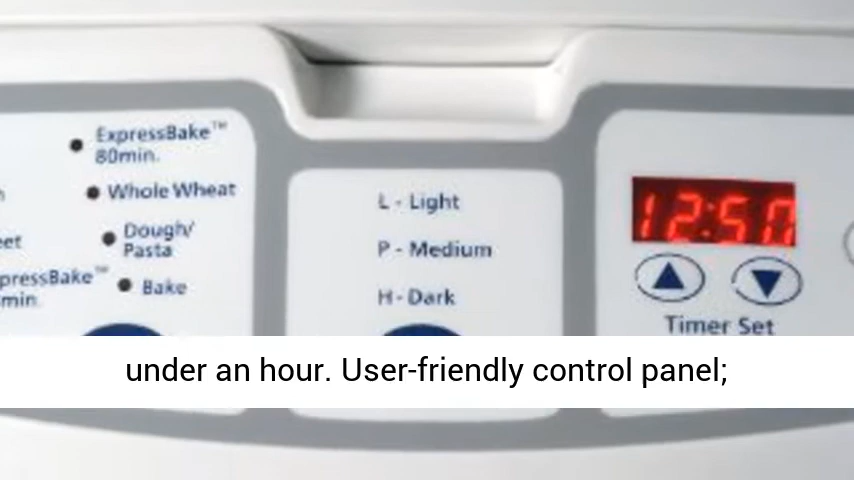 ExpressBake™
80min.
Whole Wheat
Dough/
Pasta
Bake
L - Light
P - Medium
H - Dark
12:50
Timer Set
under an hour. User-friendly control panel;